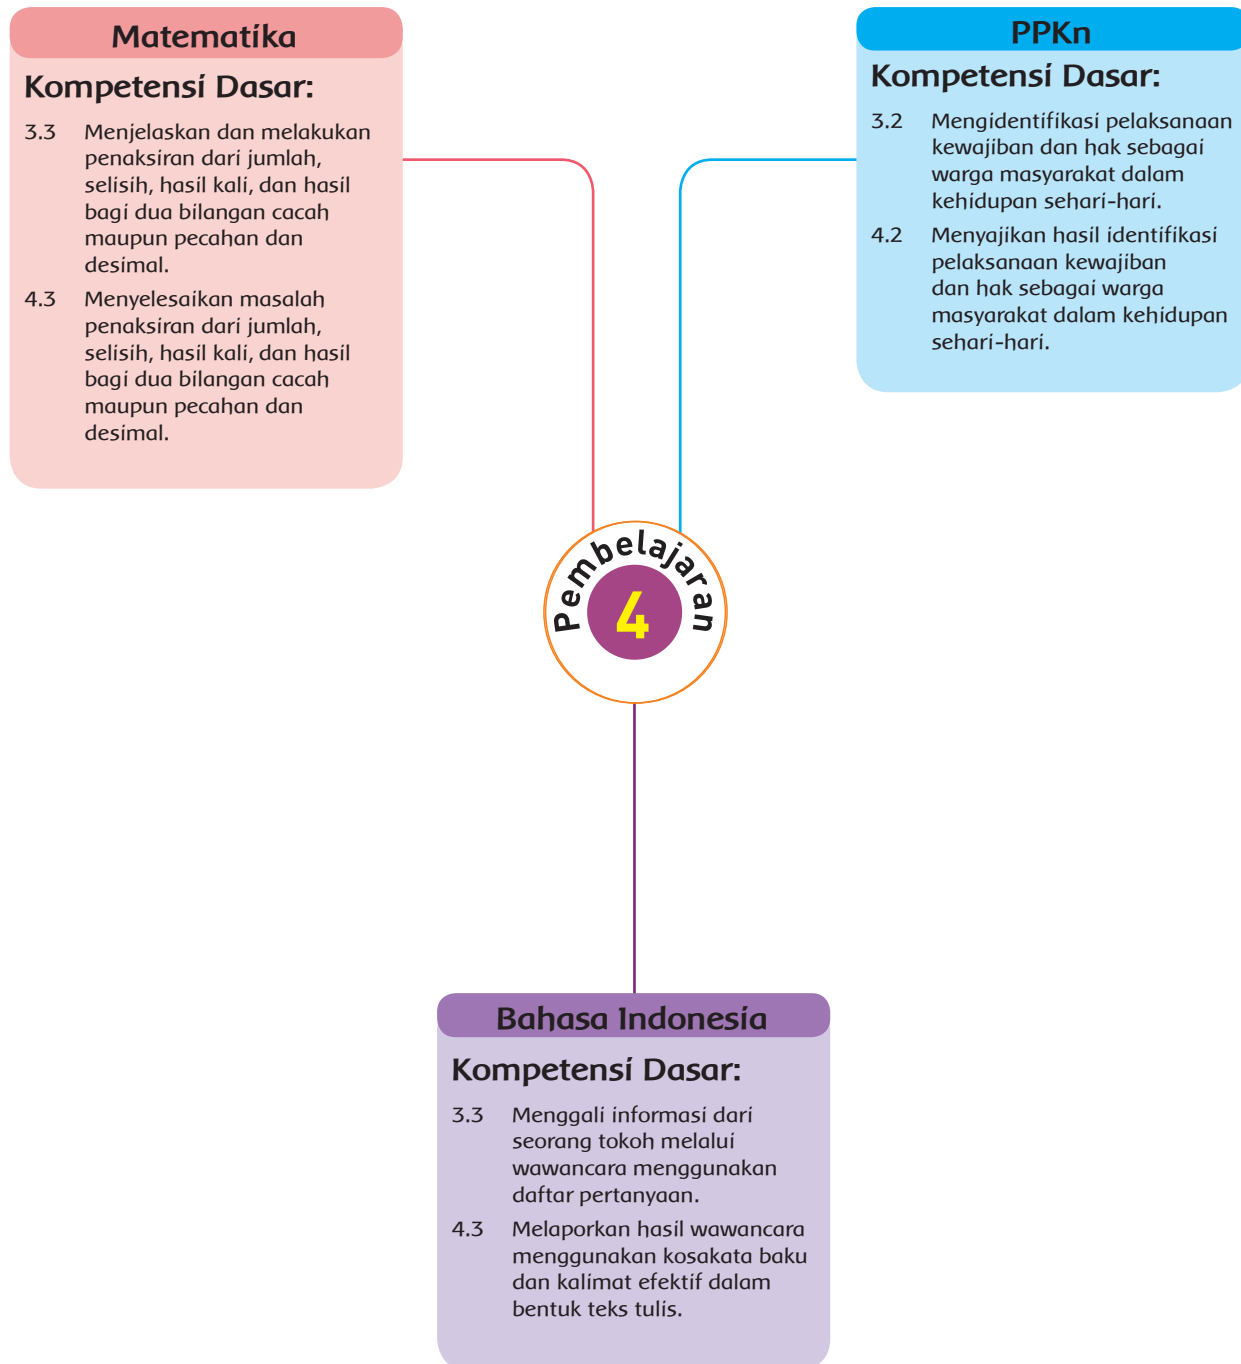 Matematika
Kompetensi Dasar:
3.3 Menjelaskan dan melakukan
penaksiran dari jumlah,
selisih, hasil kali, dan hasil
bagi dua bilangan cacah
maupun pecahan dan
desimal.
4.3 Menyelesaikan masalah
penaksiran dari jumlah,
selisih, hasil kali, dan hasil
bagi dua bilangan cacah
maupun pecahan dan
desimal.
PPKn
Kompetensi Dasar:
3.2 Mengidentifikasi pelaksanaan
kewajiban dan hak sebagai
warga masyarakat dalam
kehidupan sehari-hari.
4.2 Menyajikan hasil identifikasi
pelaksanaan kewajiban
dan hak sebagai warga
masyarakat dalam kehidupan
sehari-hari.
Pembelajaran
4
Bahasa Indonesia
Kompetensi Dasar:
3.3 Menggali informasi dari
seorang tokoh melalui
wawancara menggunakan
daftar pertanyaan.
4.3 Melaporkan hasil wawancara
menggunakan kosakata baku
dan kalimat efektif dalam
bentuk teks tulis.